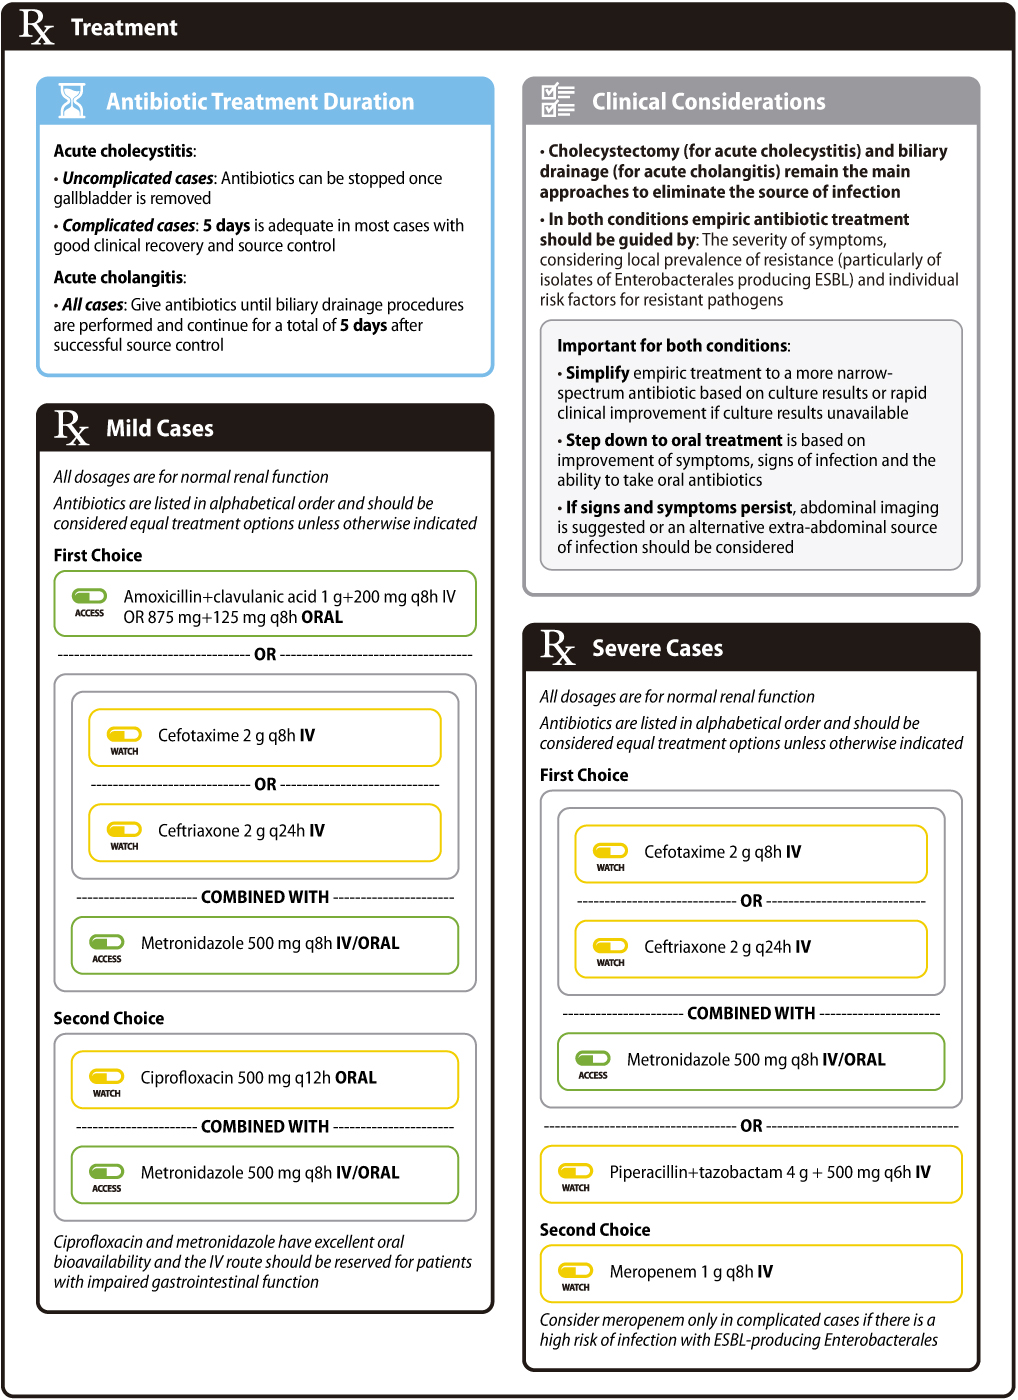 Rx Treatment
Antibiotic Treatment Duration
Acute cholecystitis:
• Uncomplicated cases: Antibiotics can be stopped once
gallbladder is removed
• Complicated cases: 5 days is adequate in most cases with
good clinical recovery and source control
Acute cholangitis:
• All cases: Give antibiotics until biliary drainage procedures
are performed and continue for a total of 5 days after
successful source control
Rx Mild Cases
All dosages are for normal renal function
Antibiotics are listed in alphabetical order and should be
considered equal treatment options unless otherwise indicated
First Choice
Amoxicillin+clavulanic acid 1 g+200 mg q8h IV
OR 875 mg+125 mg q8h ORAL
ACCESS
OR
Cefotaxime 2 g q8h IV
WATCH
OR
Ceftriaxone 2 g q24h IV
WATCH
COMBINED WITH
Metronidazole 500 mg q8h IV/ORAL
ACCESS
Second Choice
Ciprofloxacin 500 mg q12h ORAL
WATCH
COMBINED WITH
Metronidazole 500 mg q8h IV/ORAL
ACCESS
Ciprofloxacin and metronidazole have excellent oral
bioavailability and the IV route should be reserved for patients
with impaired gastrointestinal function
Clinical Considerations
• Cholecystectomy (for acute cholecystitis) and biliary
drainage (for acute cholangitis) remain the main
approaches to eliminate the source of infection
• In both conditions empiric antibiotic treatment
should be guided by: The severity of symptoms,
considering local prevalence of resistance (particularly of
isolates of Enterobacterales producing ESBL) and individual
risk factors for resistant pathogens
Important for both conditions:
• Simplify empiric treatment to a more narrow-
spectrum antibiotic based on culture results or rapid
clinical improvement if culture results unavailable
• Step down to oral treatment is based on
improvement of symptoms, signs of infection and the
ability to take oral antibiotics
• If signs and symptoms persist, abdominal imaging
is suggested or an alternative extra-abdominal source
of infection should be considered
Rx Severe Cases
All dosages are for normal renal function
Antibiotics are listed in alphabetical order and should be
considered equal treatment options unless otherwise indicated
First Choice
Cefotaxime 2 g q8h IV
WATCH
OR
Ceftriaxone 2 g q24h IV
WATCH
COMBINED WITH
Metronidazole 500 mg q8h IV/ORAL
ACCESS
OR
Piperacillin+tazobactam 4 g + 500 mg q6h IV
WATCH
Second Choice
Meropenem 1 g q8h IV
WATCH
Consider meropenem only in complicated cases if there is a
high risk of infection with ESBL-producing Enterobacterales